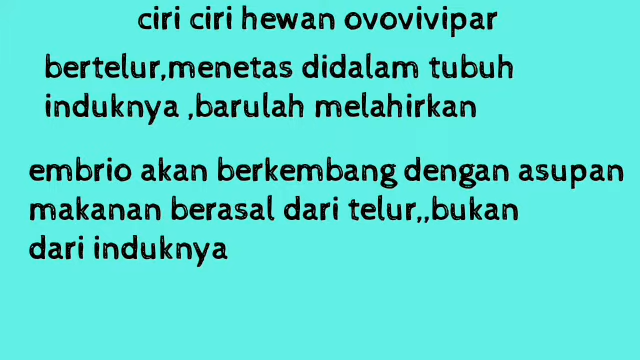 ciri ciri hewan ovovivipar
bertelur,menetas didalam tubuh
induknya ,barulah melahirkan
embrio akan berkembang dengan asupan
makanan berasal dari telur,,bukan
dari induknya